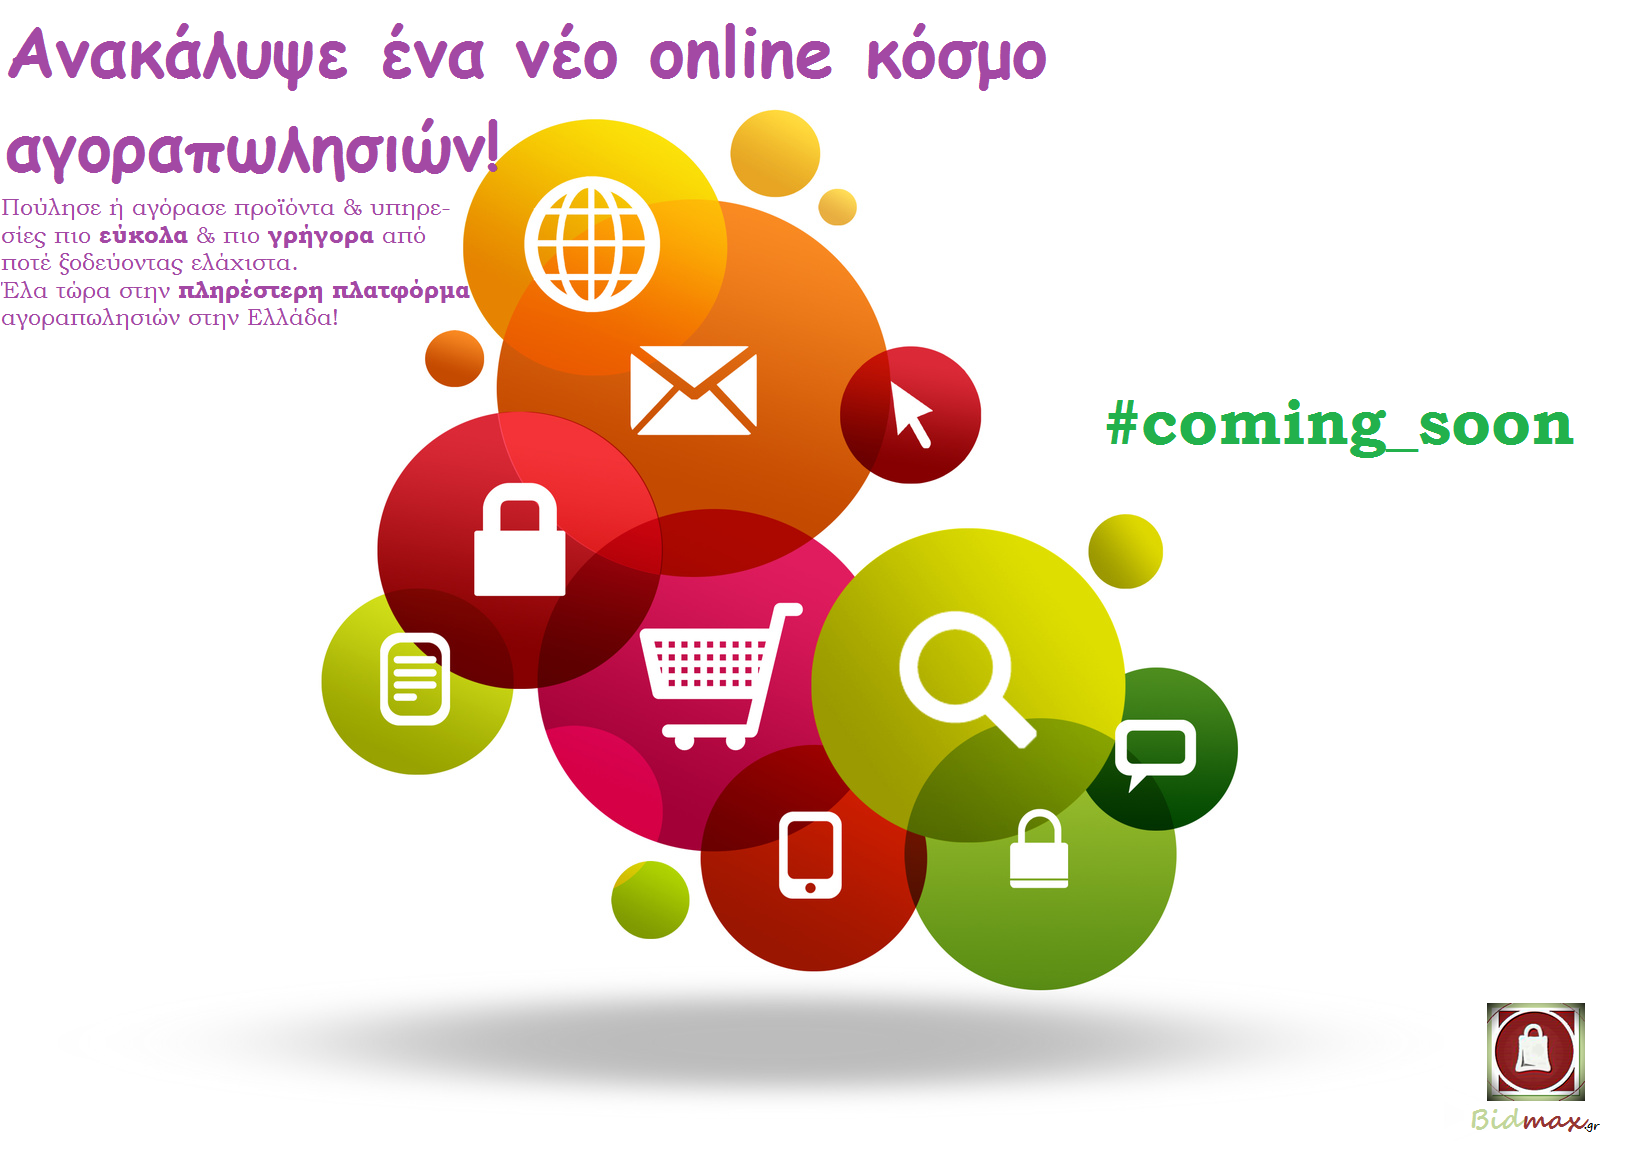 Ανακάλυψε ένα νέο online κόσμο
αγοραπωλησιών!
Πούλησε ή αγόρασε προϊόντα & υπηρε-
σίες πιο εύκολα & πιο γρήγορα από
ποτέ ξοδεύοντας ελάχιστα.
Έλα τώρα στην πληρέστερη πλατφόρμα
αγοραπωλησιών στην Ελλάδα!
#coming_soon
Bidmax.gr